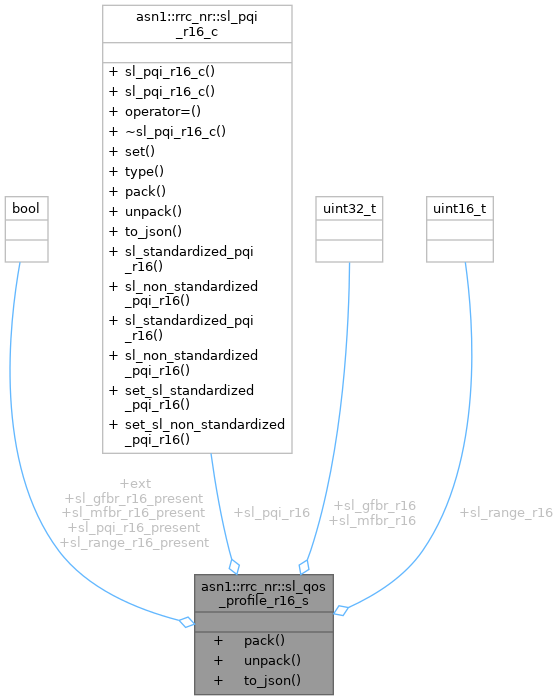 asn1::rrc_nr::sl_pqi
_r16_c
+ sl_pqi_r16_c()
+ sl_pqi_r16_c()
+ operator=()
+ ~sl_pqi_r16_c()
+ set()
+ type()
+ pack()
+ unpack()
+ to_json()
+ sl_standardized_pqi
_r16()
+ sl_non_standardized
_pqi_r16()
+ sl_standardized_pqi
_r16()
+ sl_non_standardized
_pqi_r16()
+ set_sl_standardized
_pqi_r16()
+ set_sl_non_standardized
_pqi_r16()
bool
uint32_t
uint16_t
+ext
+sl_gfbr_r16_present
+sl_mfbr_r16_present
+sl_pqi_r16_present
+sl_range_r16_present
+sl_pqi_r16
+sl_gfbr_r16
+sl_mfbr_r16
+sl_range_r16
asn1::rrc_nr::sl_qos
_profile_r16_s
+ pack()
+ unpack()
+ to_json()